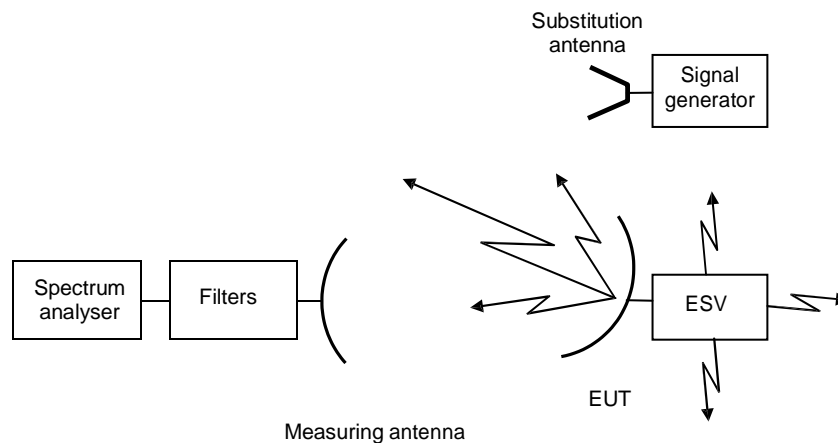 Substitution
antenna
Signal
generator
Spectrum
analyser
Filters
ESV
EUT
Measuring antenna